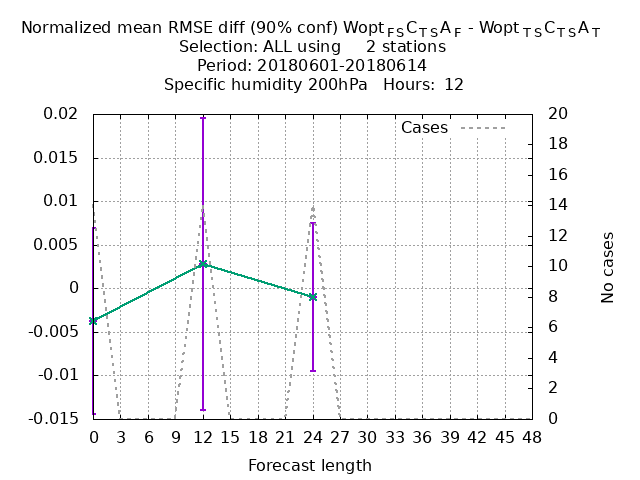 Normalized mean RMSE diff (90% conf) Wopt FS C TS A F - Wopt TS C TS A T
Selection: ALL using 2 stations
Period: 20180601-20180614
Specific humidity 200hPa Hours: 12
Cases
0.02
0.015
0.01
0.005
0
-0.005
-0.01
-0.015
20
18
16
14
12
10
8
6
4
2
0
No cases
0 3 6 9 12 15 18 21 24 27 30 33 36 39 42 45 48
Forecast length